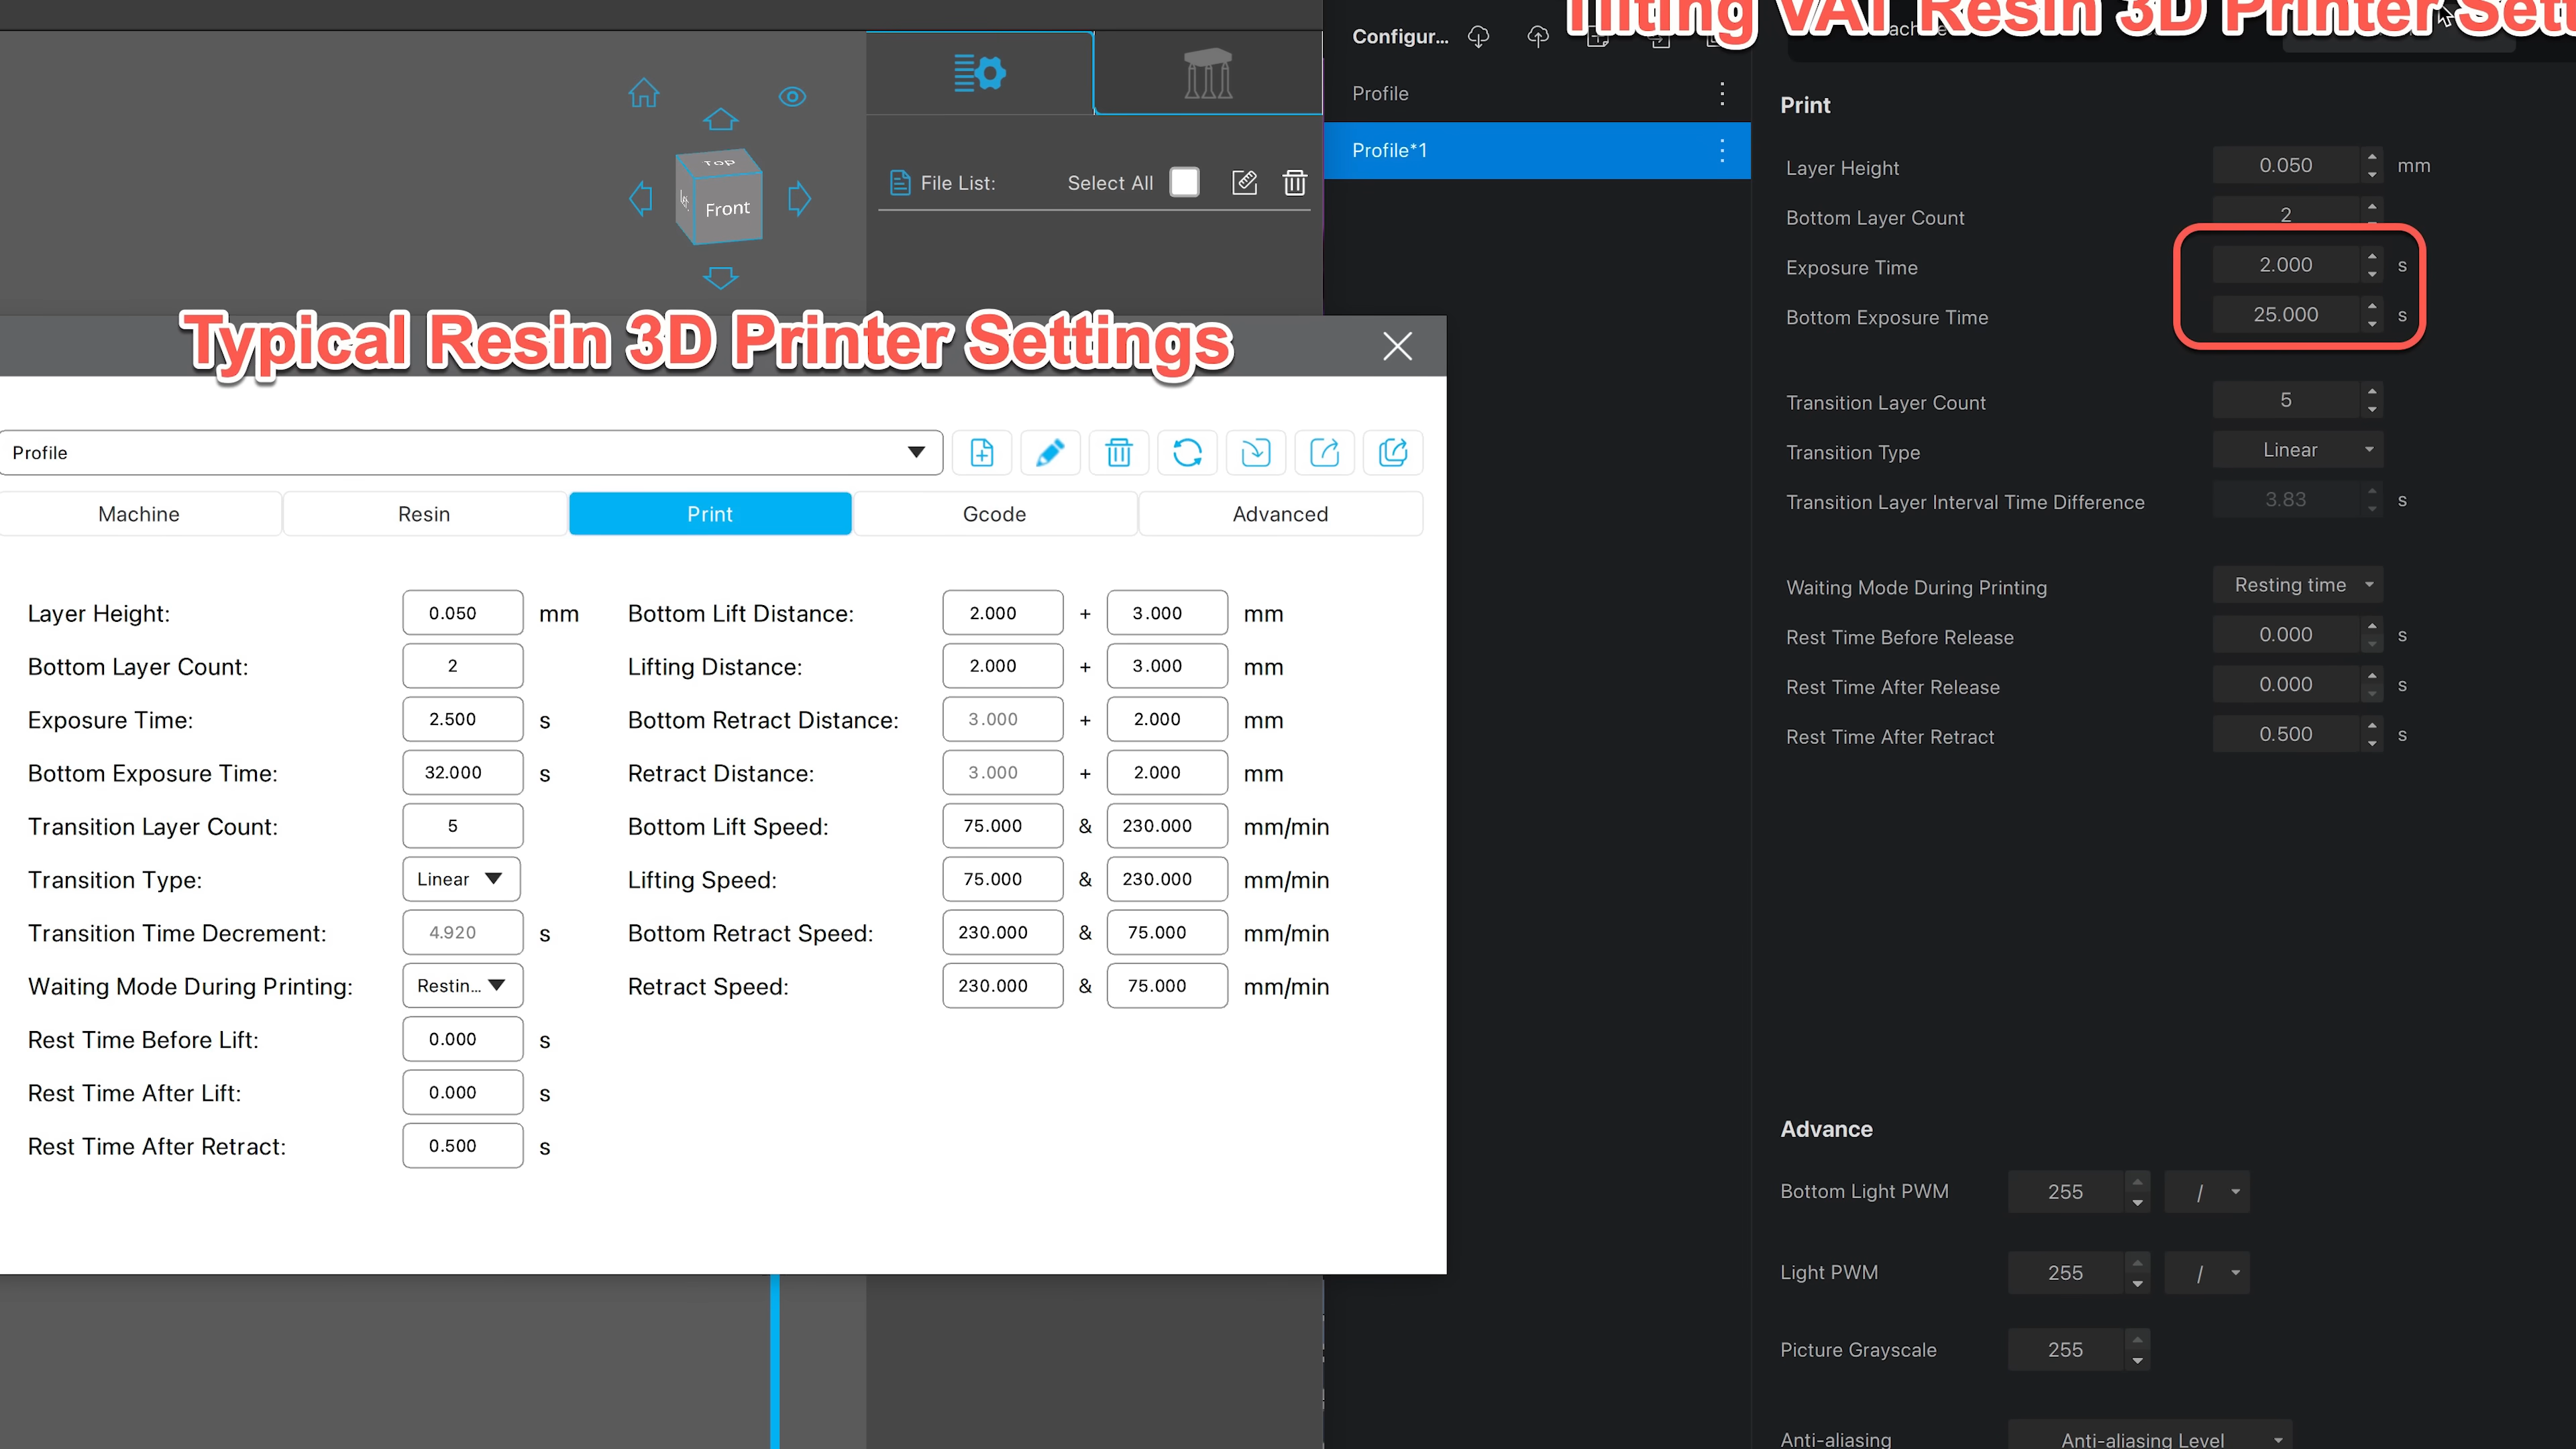 Tilting VAT Resin 3D Printer
Configur...
Profile
Profile*1
Top
Front
File List: Select All
Typical Resin 3D Printer Settings
Profile
Machine Resin Print Gcode Advanced
Layer Height: 0.050 mm Bottom Lift Distance: 2.000 + 3.000 mm
Bottom Layer Count: 2 Lifting Distance: 2.000 + 3.000 mm
Exposure Time: 2.500 s Bottom Retract Distance: 3.000 + 2.000 mm
Bottom Exposure Time: 32.000 s Retract Distance: 3.000 + 2.000 mm
Transition Layer Count: 5 Bottom Lift Speed: 75.000 & 230.000 mm/min
Transition Type: Linear Lifting Speed: 75.000 & 230.000 mm/min
Transition Time Decrement: 4.920 s Bottom Retract Speed: 230.000 & 75.000 mm/min
Waiting Mode During Printing: Restin... Retract Speed: 230.000 & 75.000 mm/min
Rest Time Before Lift: 0.000 s
Rest Time After Lift: 0.000 s
Rest Time After Retract: 0.500 s
Print
Layer Height 0.050 mm
Bottom Layer Count 2
Exposure Time 2.000 s
Bottom Exposure Time 25.000 s
Transition Layer Count 5
Transition Type Linear
Transition Layer Interval Time Difference 3.83 s
Waiting Mode During Printing Resting time
Rest Time Before Release 0.000 s
Rest Time After Release 0.000 s
Rest Time After Retract 0.500 s
Advance
Bottom Light PWM 255 /
Light PWM 255 /
Picture Grayscale 255
Anti-aliasing Anti-aliasing Level